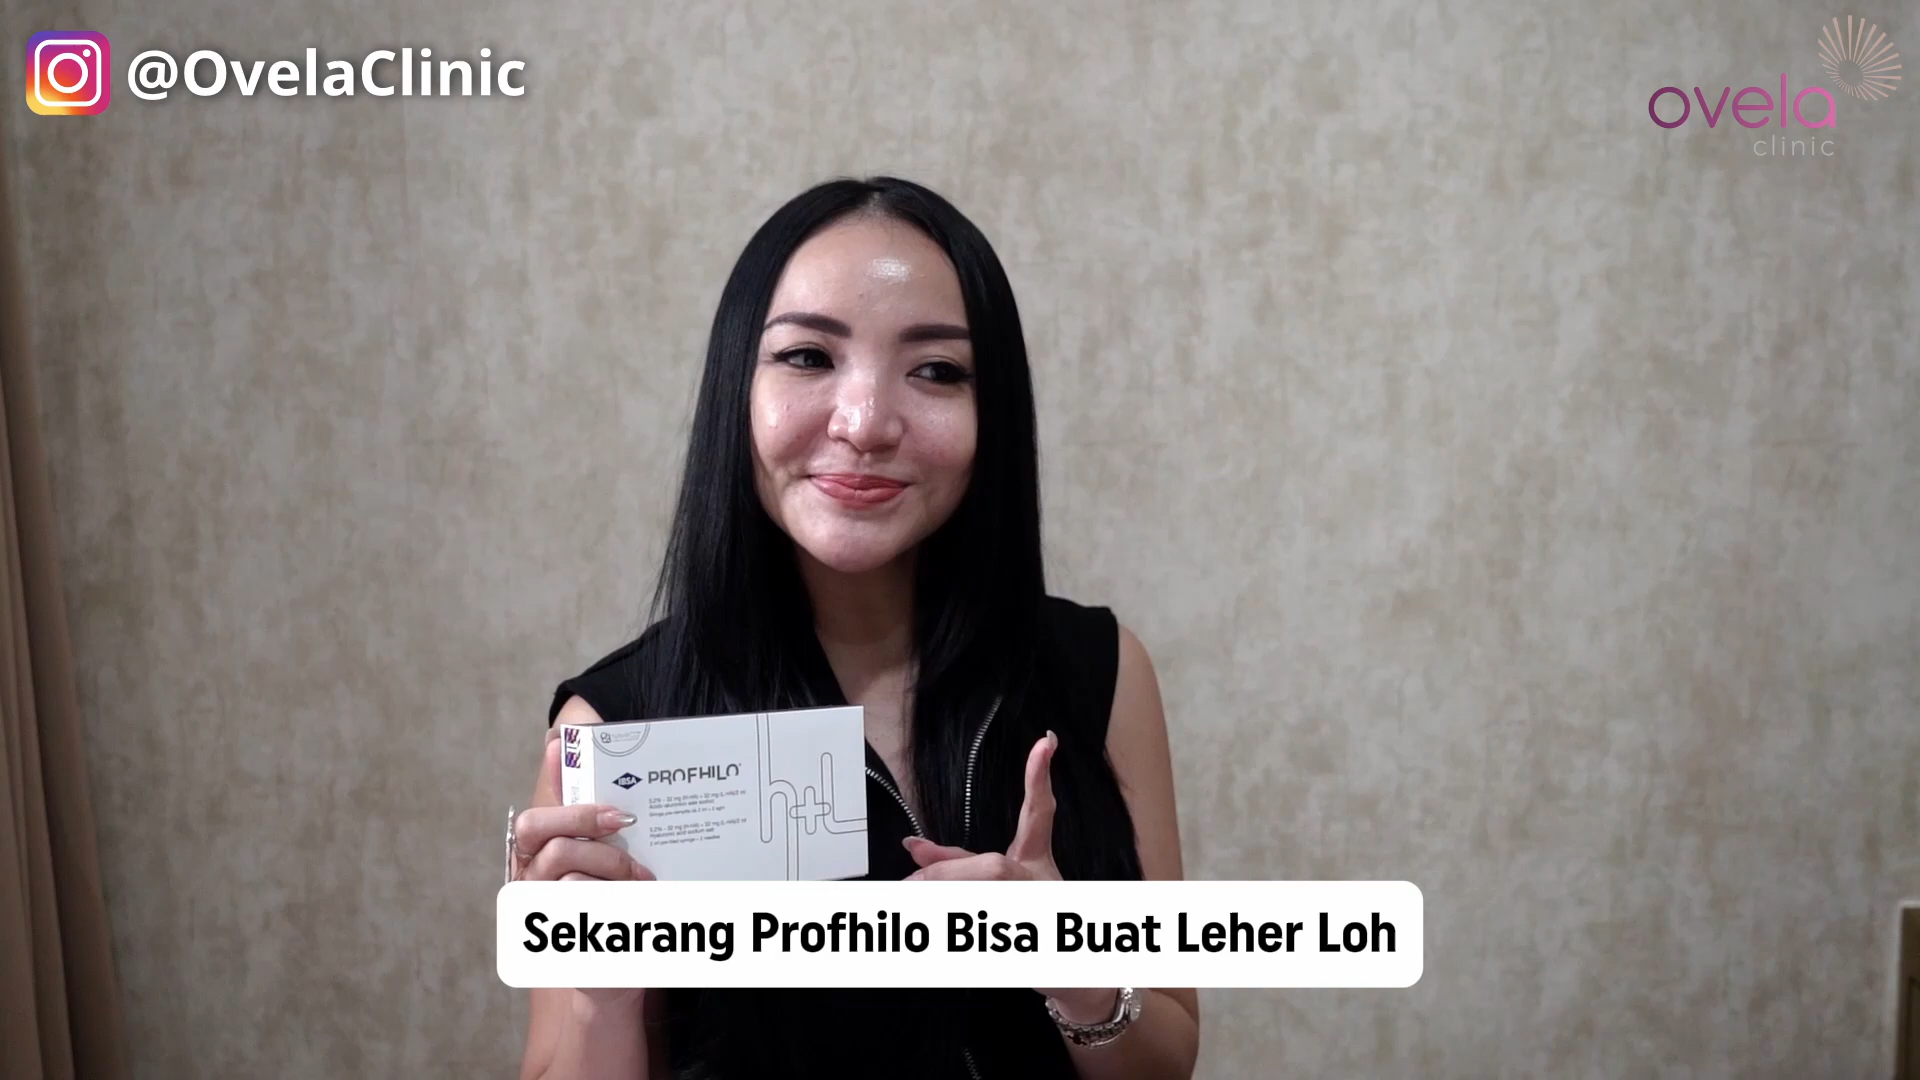 @OvelaClinic
ovela
clinic
IBSA PROFHILO
h+L
Sekarang Profhilo Bisa Buat Leher Loh